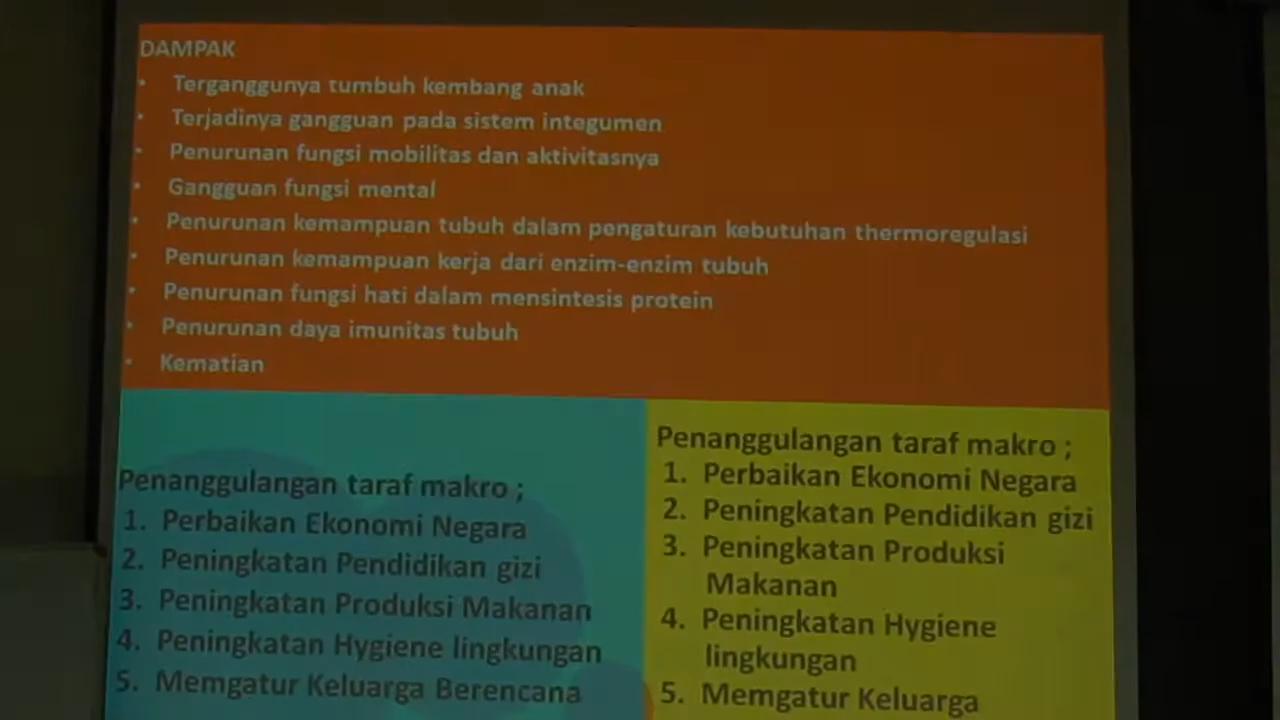 DAMPAK
• Terganggunya tumbuh kembang anak
• Terjadinya gangguan pada sistem integumen
• Penurunan fungsi mobilitas dan aktivitasnya
• Gangguan fungsi mental
• Penurunan kemampuan tubuh dalam pengaturan kebutuhan thermoregulasi
• Penurunan kemampuan kerja dari enzim-enzim tubuh
• Penurunan fungsi hati dalam mensintesis protein
• Penurunan daya imunitas tubuh
• Kematian
Penanggulangan taraf makro ;
1. Perbaikan Ekonomi Negara
2. Peningkatan Pendidikan gizi
3. Peningkatan Produksi Makanan
4. Peningkatan Hygiene lingkungan
5. Memgatur Keluarga Berencana
Penanggulangan taraf makro ;
1. Perbaikan Ekonomi Negara
2. Peningkatan Pendidikan gizi
3. Peningkatan Produksi
Makanan
4. Peningkatan Hygiene
lingkungan
5. Memgatur Keluarga